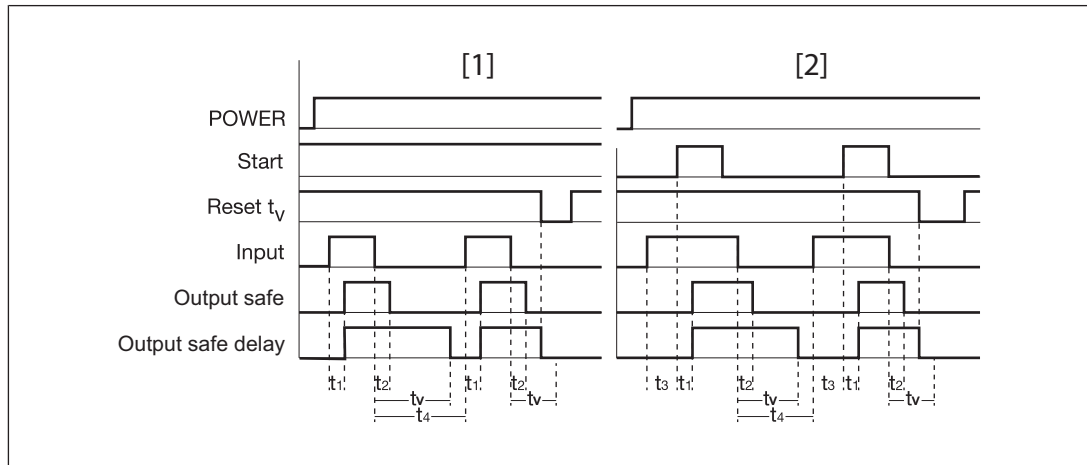 [1] [2]
POWER
Start
Reset tV
Input
Output safe
Output safe delay
t1 t2 t1 t2 t3 t1 t2 t3 t1 t2
tv tv tv tv
t4 t4